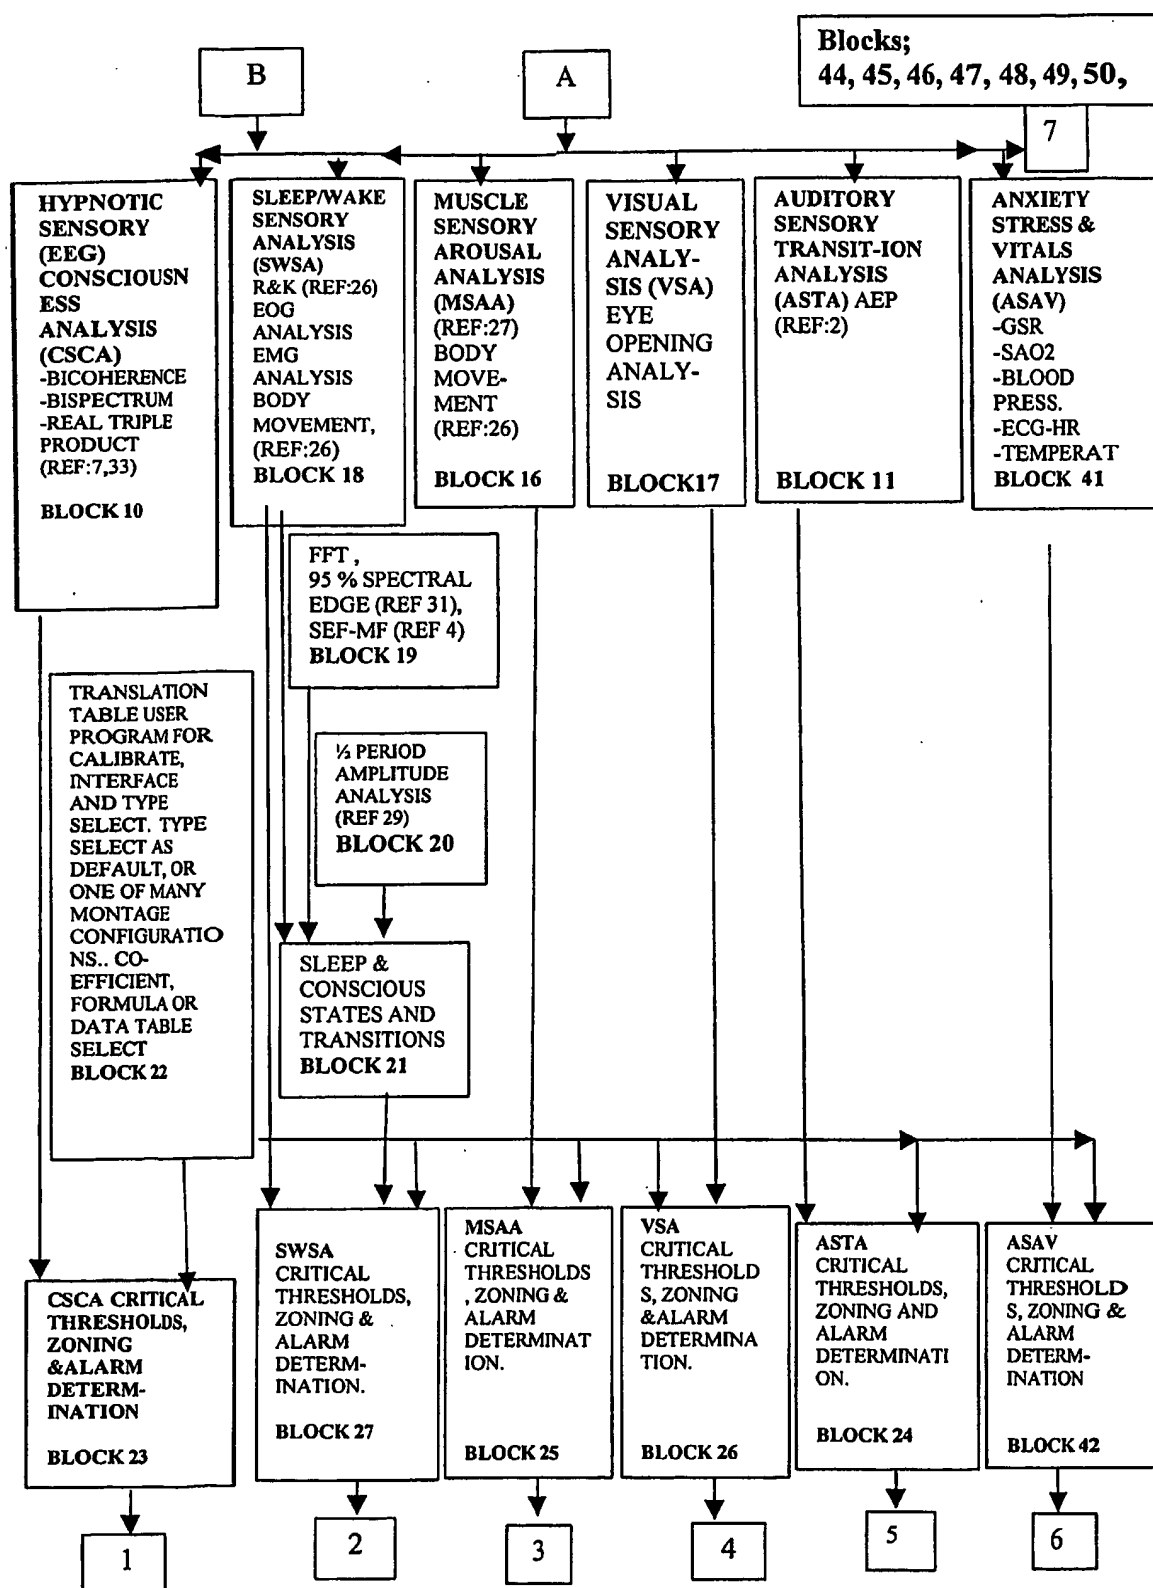 B
A
Blocks;
44, 45, 46, 47, 48, 49, 50,
7
HYPNOTIC
SENSORY
(EEG)
CONSCIOUSN
ESS
ANALYSIS
(CSCA)
-BICOHERENCE
-BISPECTRUM
-REAL TRIPLE
PRODUCT
(REF:7,33)
BLOCK 10
SLEEP/WAKE
SENSORY
ANALYSIS
(SWSA)
R&K (REF:26)
EOG
ANALYSIS
EMG
ANALYSIS
BODY
MOVEMENT,
(REF:26)
BLOCK 18
MUSCLE
SENSORY
AROUSAL
ANALYSIS
(MSAA)
(REF:27)
BODY
MOVE-
MENT
(REF:26)
BLOCK 16
VISUAL
SENSORY
ANALY-
SIS (VSA)
EYE
OPENING
ANALY-
SIS
BLOCK17
AUDITORY
SENSORY
TRANSIT-ION
ANALYSIS
(ASTA) AEP
(REF:2)
BLOCK 11
ANXIETY
STRESS &
VITALS
ANALYSIS
(ASAV)
-GSR
-SAO2
-BLOOD
PRESS.
-ECG-HR
-TEMPERAT
BLOCK 41
FFT ,
95 % SPECTRAL
EDGE (REF 31),
SEF-MF (REF 4)
BLOCK 19
TRANSLATION
TABLE USER
PROGRAM FOR
CALIBRATE,
INTERFACE
AND TYPE
SELECT. TYPE
SELECT AS
DEFAULT, OR
ONE OF MANY
MONTAGE
CONFIGURATIO
NS.. CO-
EFFICIENT,
FORMULA OR
DATA TABLE
SELECT
BLOCK 22
½ PERIOD
AMPLITUDE
ANALYSIS
(REF 29)
BLOCK 20
SLEEP &
CONSCIOUS
STATES AND
TRANSITIONS
BLOCK 21
CSCA CRITICAL
THRESHOLDS,
ZONING
&ALARM
DETERM-
INATION
BLOCK 23
SWSA
CRITICAL
THRESHOLDS,
ZONING &
ALARM
DETERM-
INATION.
BLOCK 27
MSAA
CRITICAL
THRESHOLDS
, ZONING &
ALARM
DETERMINAT
ION.
BLOCK 25
VSA
CRITICAL
THRESHOLD
S, ZONING
&ALARM
DETERMINA
TION.
BLOCK 26
ASTA
CRITICAL
THRESHOLDS,
ZONING AND
ALARM
DETERMINATI
ON.
BLOCK 24
ASAV
CRITICAL
THRESHOLD
S, ZONING &
ALARM
DETERM-
INATION
BLOCK 42
1
2
3
4
5
6